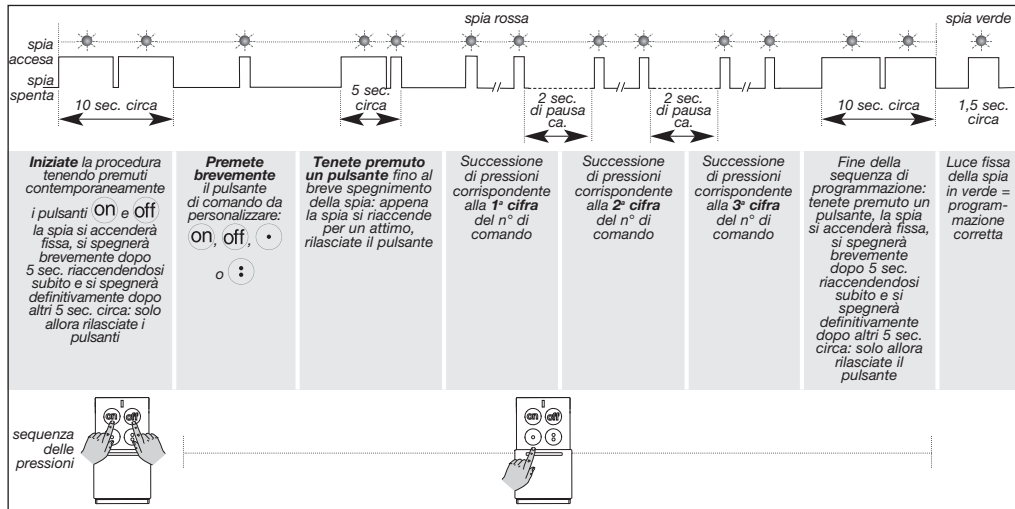 spia rossa
spia verde
spia
accesa
spia
spenta
10 sec. circa
5 sec.
circa
2 sec.
di pausa
ca.
2 sec.
di pausa
ca.
10 sec. circa
1,5 sec.
circa
Iniziate la procedura
tenendo premuti
contemporaneamente
i pulsanti on e off
la spia si accenderà
fissa, si spegnerà
brevemente dopo
5 sec. riaccendendosi
subito e si spegnerà
definitivamente dopo
altri 5 sec. circa: solo
allora rilasciate i
pulsanti
Premete
brevemente
il pulsante
di comando da
personalizzare:
on, off, •
o :
Tenete premuto
un pulsante fino al
breve spegnimento
della spia: appena
la spia si riaccende
per un attimo,
rilasciate il pulsante
Successione
di pressioni
corrispondente
alla 1ª cifra
del n° di
comando
Successione
di pressioni
corrispondente
alla 2ª cifra
del n° di
comando
Successione
di pressioni
corrispondente
alla 3ª cifra
del n° di
comando
Fine della
sequenza di
programmazione:
tenete premuto un
pulsante, la spia
si accenderà fissa,
si spegnerà
brevemente
dopo 5 sec.
riaccendendosi
subito e si
spegnerà
definitivamente
dopo altri 5 sec.
circa: solo allora
rilasciate il
pulsante
Luce fissa
della spia
in verde =
program-
mazione
corretta
sequenza
delle
pressioni
on off
on off